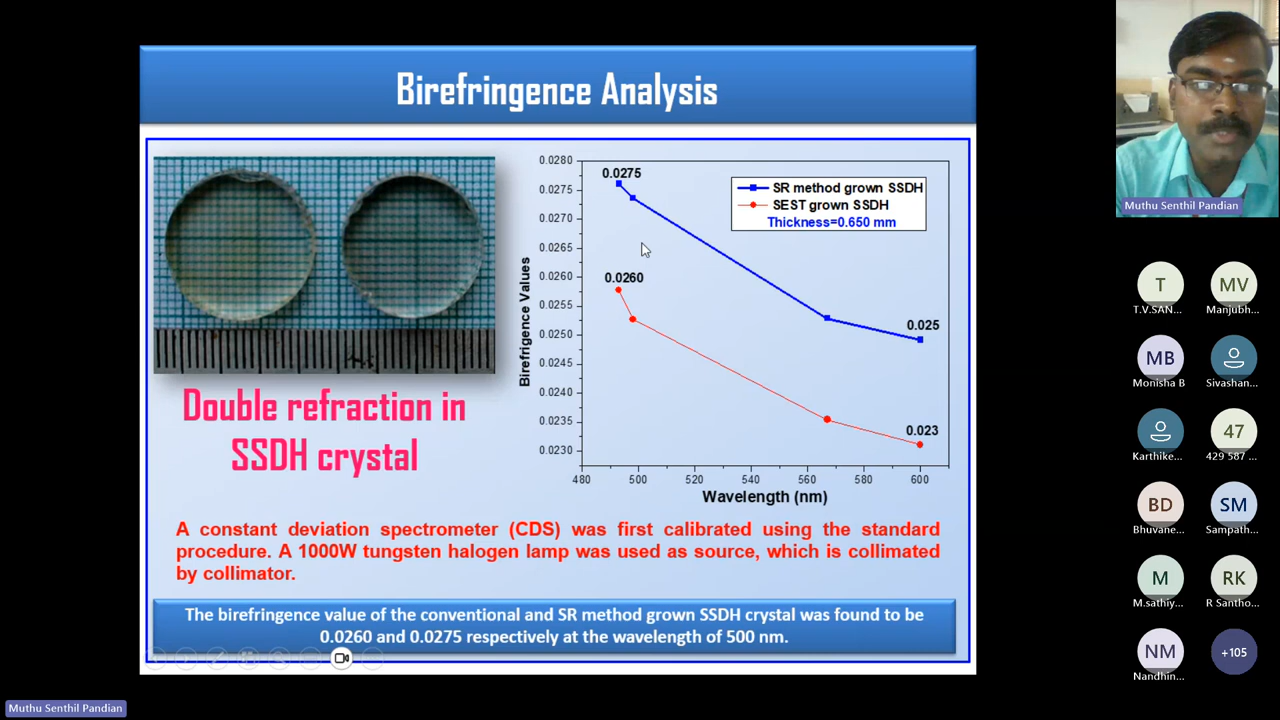 Birefringence Analysis
0.0280
0.0275
0.0270
0.0265
0.0260
0.0255
0.0250
0.0245
0.0240
0.0235
0.0230
Birefrigence Values
0.0275
0.0260
0.025
0.023
SR method grown SSDH
SEST grown SSDH
Thickness=0.650 mm
480 500 520 540 560 580 600
Wavelength (nm)
Double refraction in
SSDH crystal
A constant deviation spectrometer (CDS) was first calibrated using the standard
procedure. A 1000W tungsten halogen lamp was used as source, which is collimated
by collimator.
The birefringence value of the conventional and SR method grown SSDH crystal was found to be
0.0260 and 0.0275 respectively at the wavelength of 500 nm.
Muthu Senthil Pandian
T
MV
T.V.SAN...
Manjubh...
MB
Monisha B
Sivashan...
47
Karthike...
429 587 ...
BD
SM
Bhuvane...
Sampath...
M
RK
M.sathiy...
R Santho...
NM
+105
Nandhin...
Muthu Senthil Pandian